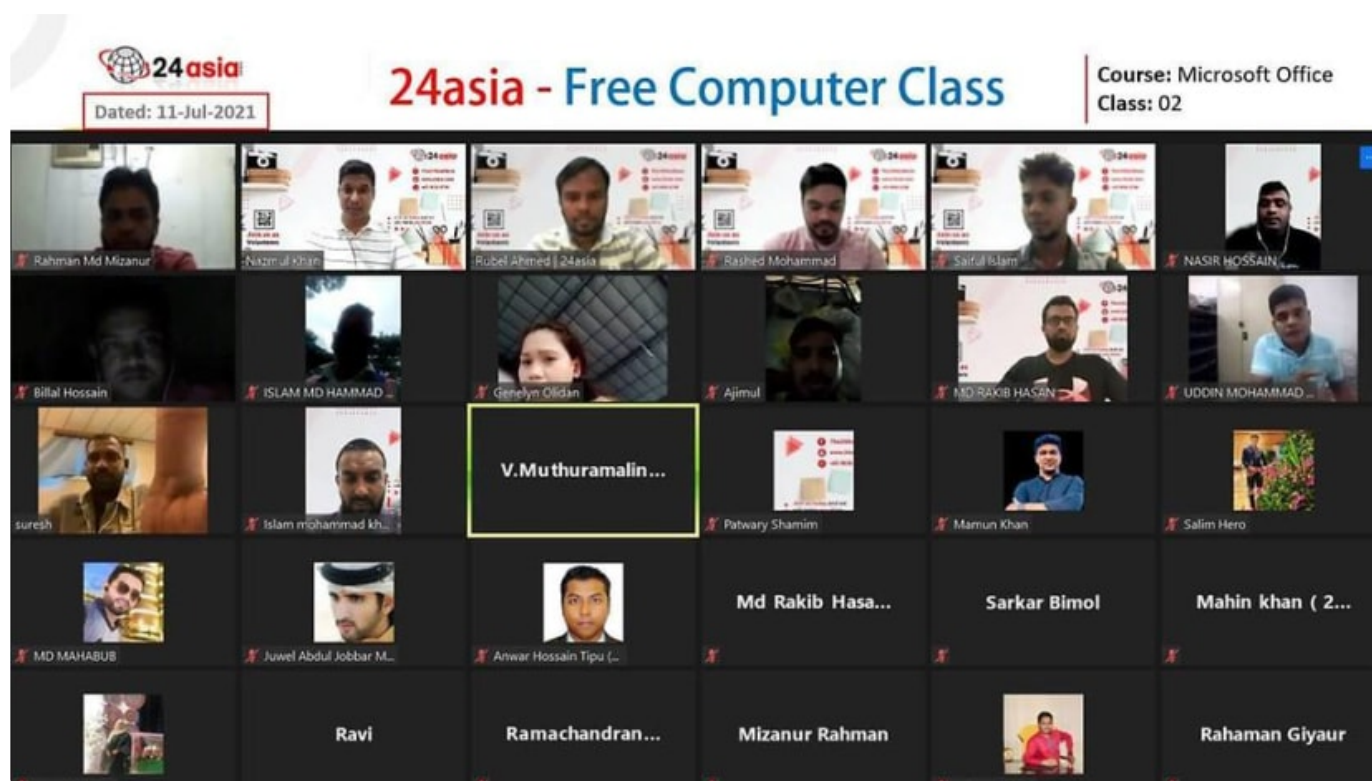 24asia
Dated: 11-Jul-2021
24asia - Free Computer Class
Course: Microsoft Office
Class: 02
Rahman Md Mizanur
Nazmul Khan
Rubel Ahmed | 24asia
Rashed Mohammad
Saiful Islam
NASIR HOSSAIN
Billal Hossain
ISLAM MD HAMMAD ...
Genelyn Olidan
Ajimul
MD RAKIB HASAN
UDDIN MOHAMMAD ...
suresh
Islam mohammad kh...
V.Muthuramalin...
Patwary Shamim
Mamun Khan
Salim Hero
MD MAHABUB
Juwel Abdul Jobbar M...
Anwar Hossain Tipu (...
Md Rakib Hasa...
Sarkar Bimol
Mahin khan ( 2...
Ravi
Ramachandran...
Mizanur Rahman
Rahaman Giyaur